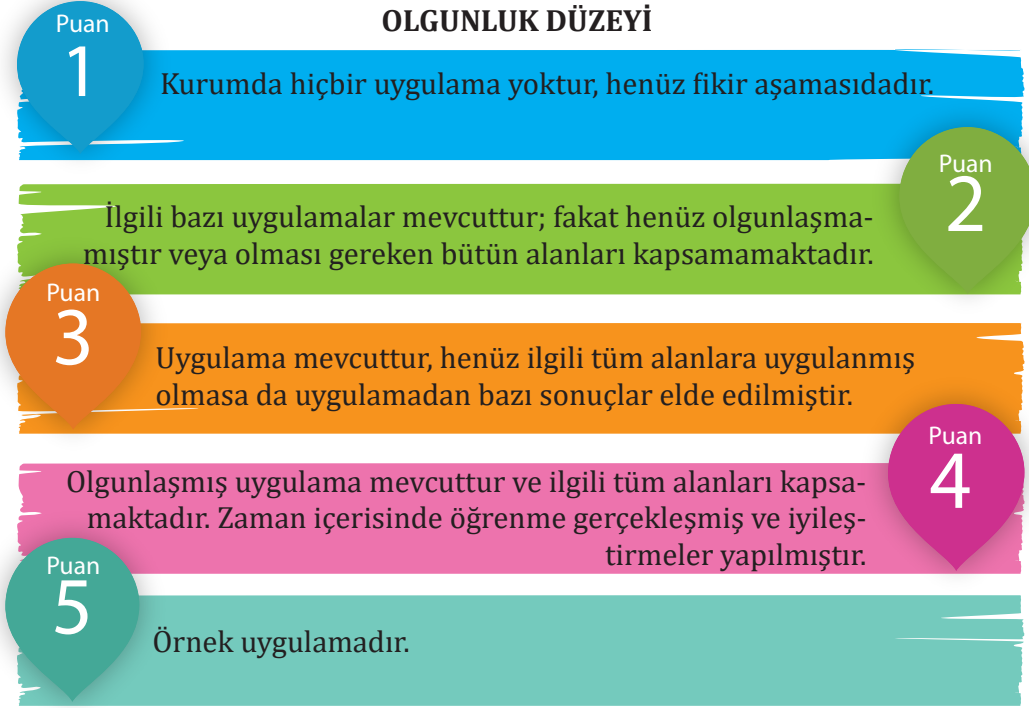 OLGUNLUK DÜZEYİ
Puan
1
Kurumda hiçbir uygulama yoktur, henüz fikir aşamasıdadır.
Puan
2
İlgili bazı uygulamalar mevcuttur; fakat henüz olgunlaşma-
mıştır veya olması gereken bütün alanları kapsamamaktadır.
Puan
3
Uygulama mevcuttur, henüz ilgili tüm alanlara uygulanmış
olmasa da uygulamadan bazı sonuçlar elde edilmiştir.
Puan
4
Olgunlaşmış uygulama mevcuttur ve ilgili tüm alanları kapsa-
maktadır. Zaman içerisinde öğrenme gerçekleşmiş ve iyileş-
tirmeler yapılmıştır.
Puan
5
Örnek uygulamadır.